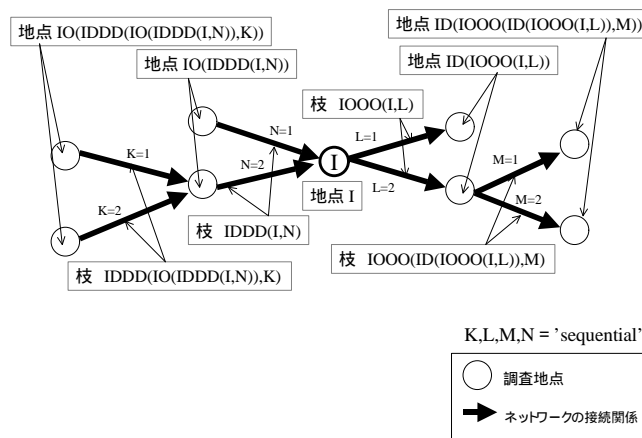 地点 IO(IDDD(IO(IDDD(I,N)),K))
地点 ID(IOOO(ID(IOOO(I,L)),M))
地点 IO(IDDD(I,N))
地点 ID(IOOO(I,L))
枝 IOOO(I,L)
N=1
L=1
K=1
N=2
I
M=1
L=2
地点 I
K=2
M=2
枝 IDDD(I,N)
枝 IDDD(IO(IDDD(I,N)),K)
枝 IOOO(ID(IOOO(I,L)),M)
K,L,M,N = ’sequential’
調査地点
ネットワークの接続関係